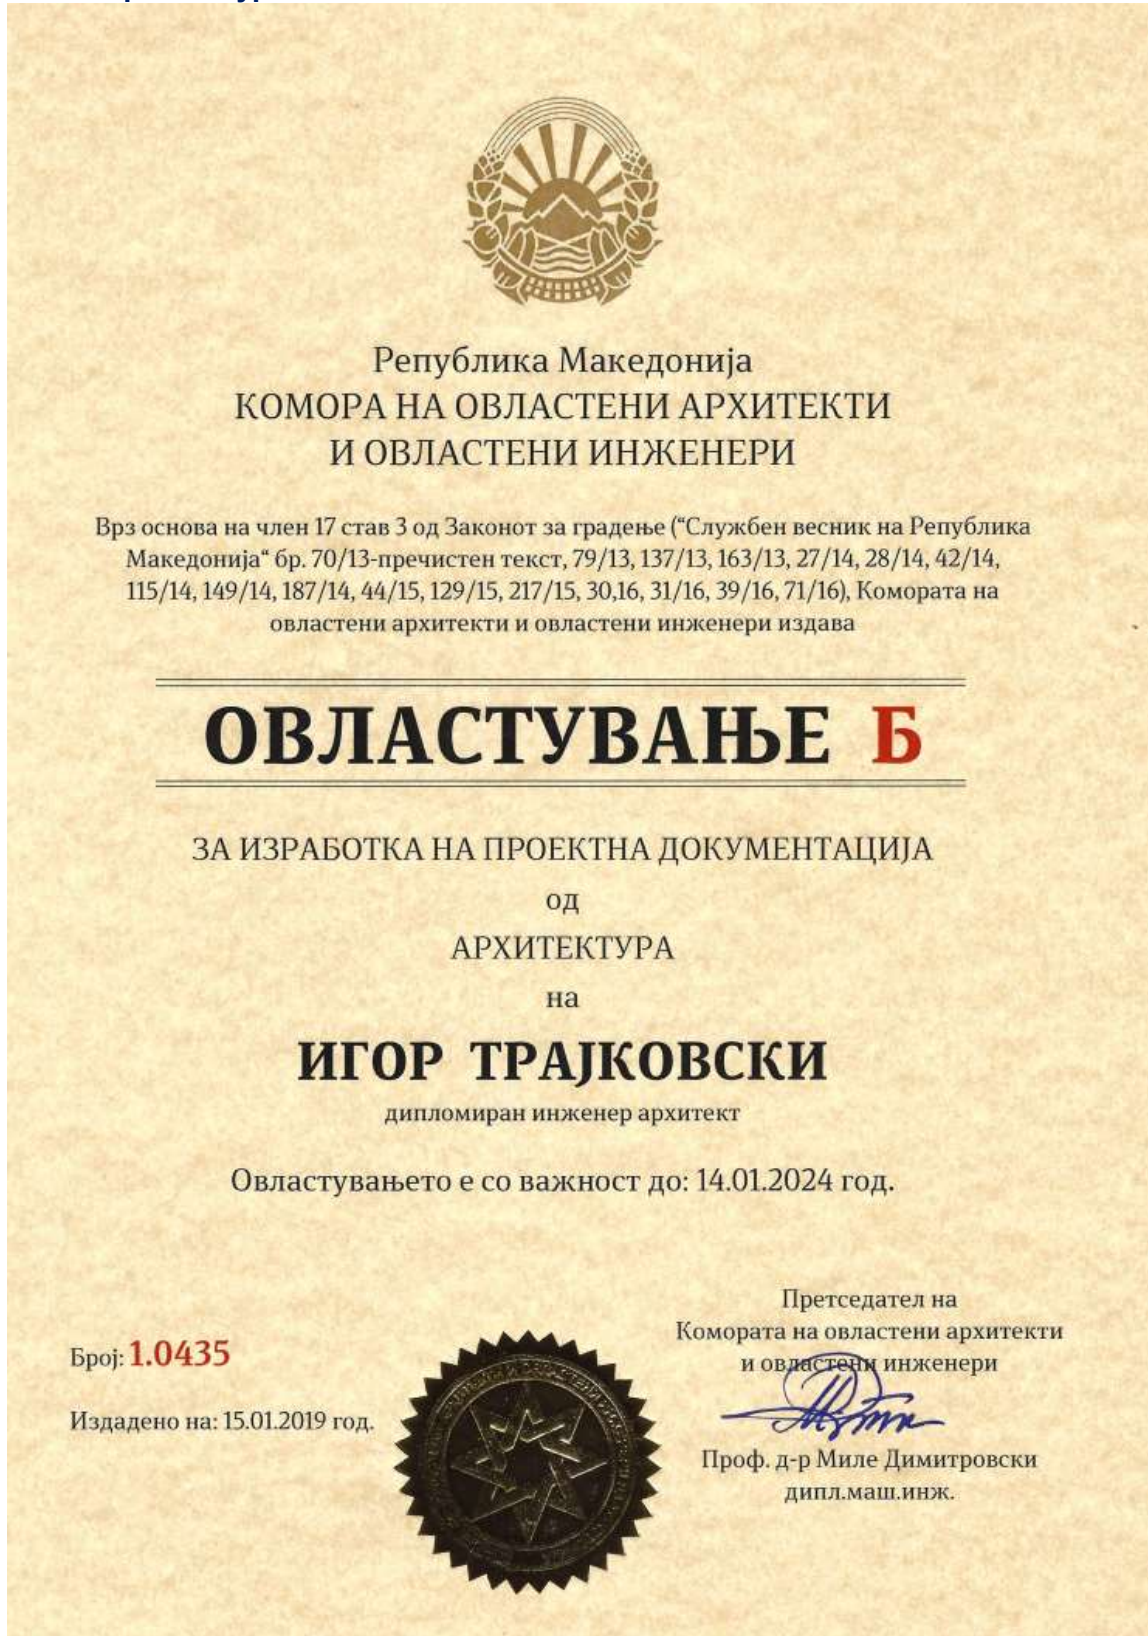 Република Македонија
КОМОРА НА ОВЛАСТЕНИ АРХИТЕКТИ
И ОВЛАСТЕНИ ИНЖЕНЕРИ
Врз основа на член 17 став 3 од Законот за градење (“Службен весник на Република
Македонија“ бр. 70/13-пречистен текст, 79/13, 137/13, 163/13, 27/14, 28/14, 42/14,
115/14, 149/14, 187/14, 44/15, 129/15, 217/15, 30,16, 31/16, 39/16, 71/16), Комората на
овластени архитекти и овластени инженери издава
ОВЛАСТУВАЊЕ Б
ЗА ИЗРАБОТКА НА ПРОЕКТНА ДОКУМЕНТАЦИЈА
од
АРХИТЕКТУРА
на
ИГОР ТРАЈКОВСКИ
дипломиран инженер архитект
Овластувањето е со важност до: 14.01.2024 год.
Број: 1.0435
Издадено на: 15.01.2019 год.
Претседател на
Комората на овластени архитекти
и овластени инженери
Проф. д-р Миле Димитровски
дипл.маш.инж.